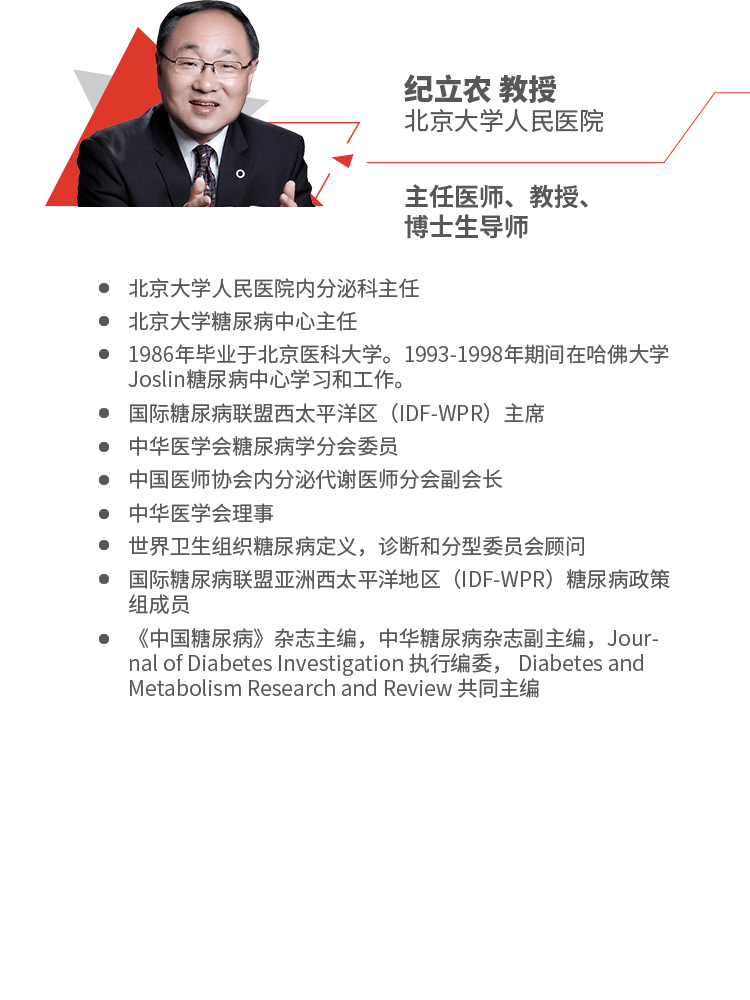 纪立农 教授
北京大学人民医院
主任医师、教授、
博士生导师
北京大学人民医院内分泌科主任
北京大学糖尿病中心主任
1986年毕业于北京医科大学。1993-1998年期间在哈佛大学
Joslin糖尿病中心学习和工作。
国际糖尿病联盟西太平洋区（IDF-WPR）主席
中华医学会糖尿病学分会委员
中国医师协会内分泌代谢医师分会副会长
中华医学会理事
世界卫生组织糖尿病定义，诊断和分型委员会顾问
国际糖尿病联盟亚洲西太平洋地区（IDF-WPR）糖尿病政策
组成员
《中国糖尿病》杂志主编，中华糖尿病杂志副主编，Jour-
nal of Diabetes Investigation 执行编委， Diabetes and
Metabolism Research and Review 共同主编